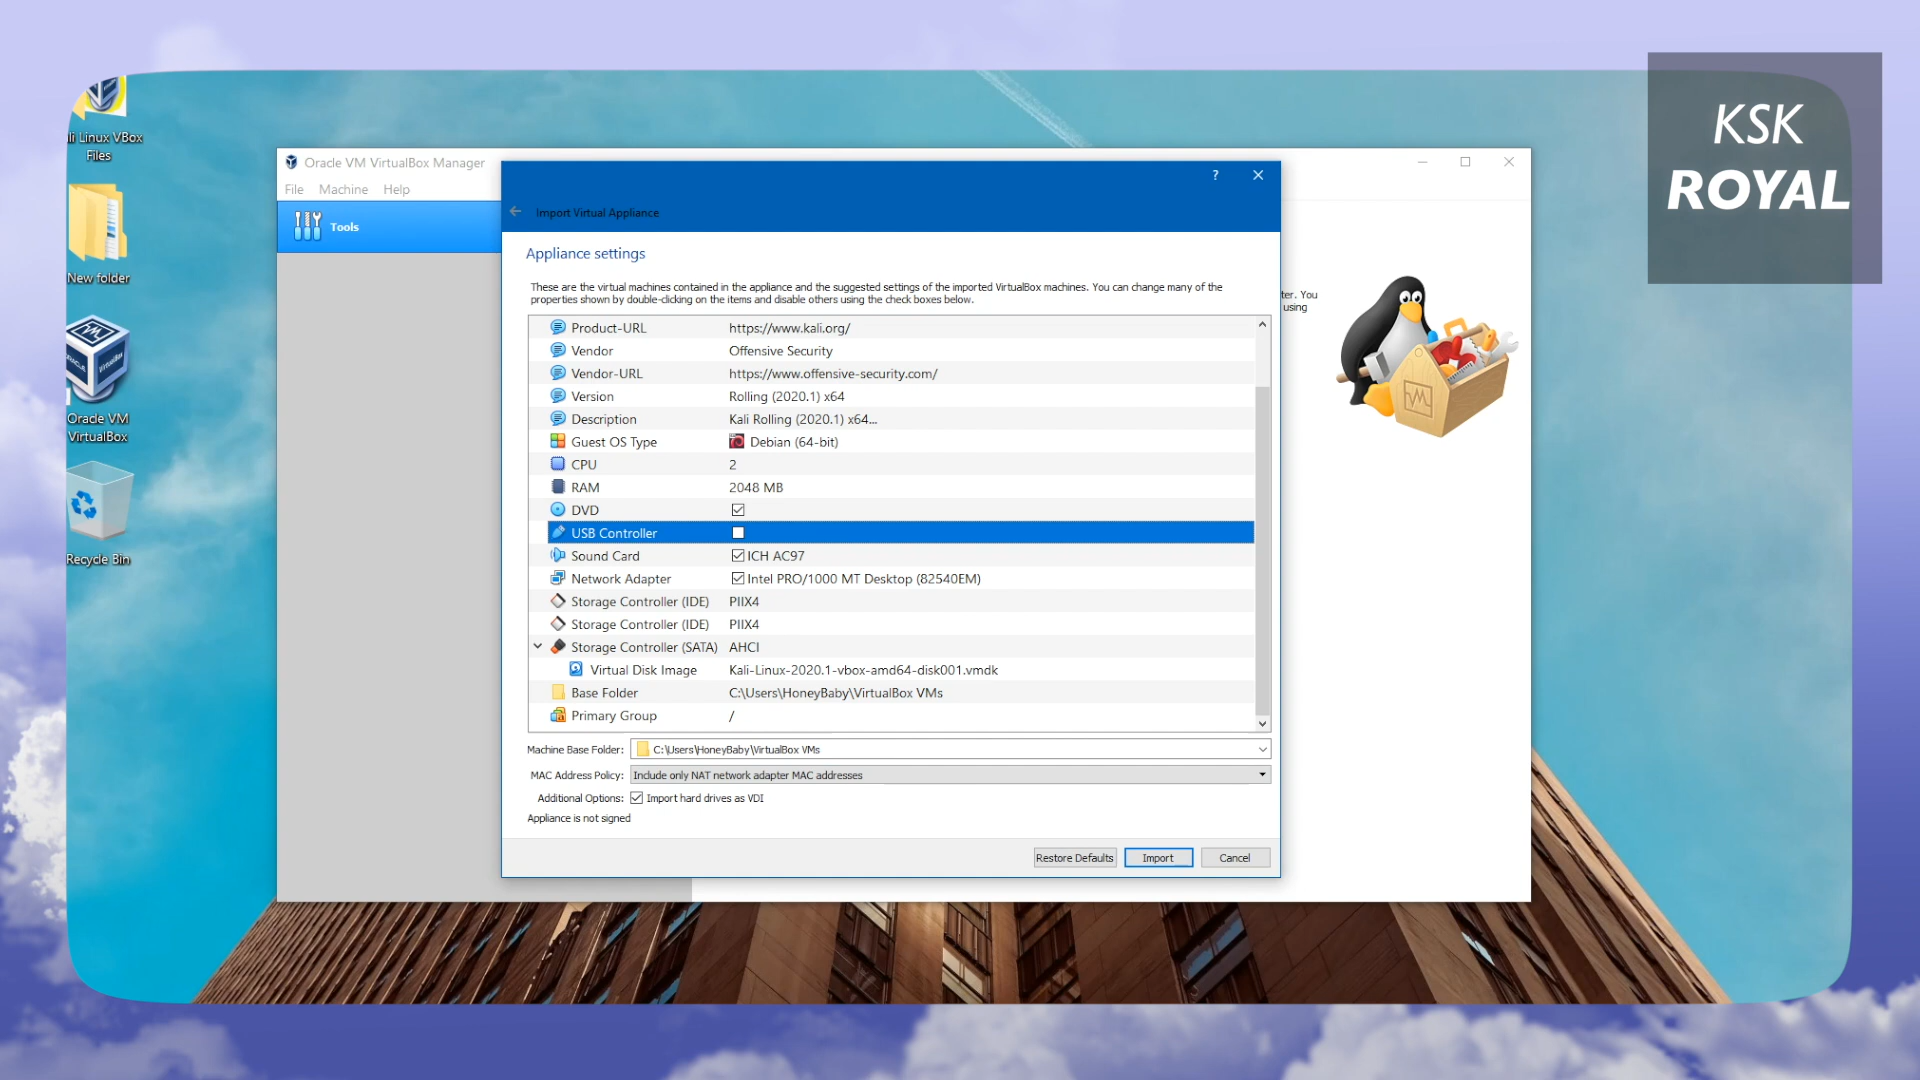 KSK
ROYAL
li Linux VBox
Files
New folder
Oracle VM
VirtualBox
Recycle Bin
Oracle VM VirtualBox Manager
File Machine Help
Tools
ter. You
using
?
Import Virtual Appliance
Appliance settings
These are the virtual machines contained in the appliance and the suggested settings of the imported VirtualBox machines. You can change many of the
properties shown by double-clicking on the items and disable others using the check boxes below.
Product-URL https://www.kali.org/
Vendor Offensive Security
Vendor-URL https://www.offensive-security.com/
Version Rolling (2020.1) x64
Description Kali Rolling (2020.1) x64...
Guest OS Type Debian (64-bit)
CPU 2
RAM 2048 MB
DVD
USB Controller
Sound Card ICH AC97
Network Adapter Intel PRO/1000 MT Desktop (82540EM)
Storage Controller (IDE) PIIX4
Storage Controller (IDE) PIIX4
Storage Controller (SATA) AHCI
Virtual Disk Image Kali-Linux-2020.1-vbox-amd64-disk001.vmdk
Base Folder C:\Users\HoneyBaby\VirtualBox VMs
Primary Group /
Machine Base Folder: C:\Users\HoneyBaby\VirtualBox VMs
MAC Address Policy: Include only NAT network adapter MAC addresses
Additional Options: Import hard drives as VDI
Appliance is not signed
Restore Defaults Import Cancel